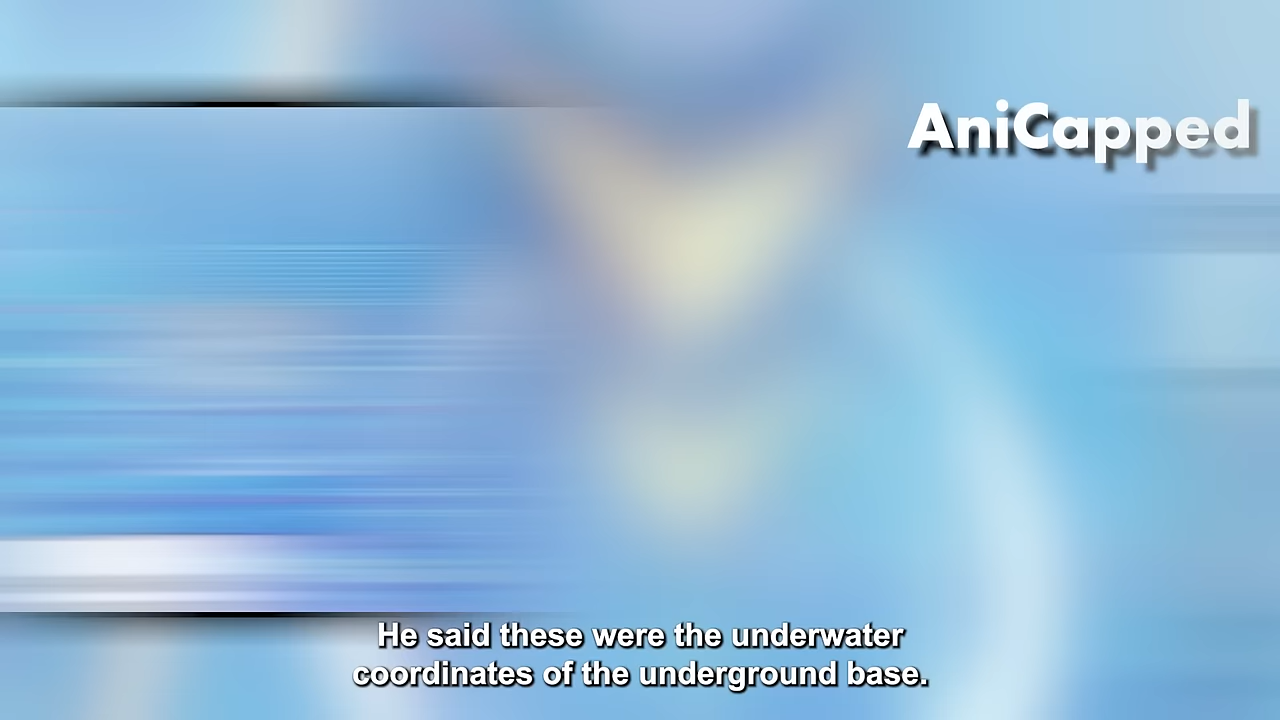 AniCapped
He said these were the underwater
coordinates of the underground base.